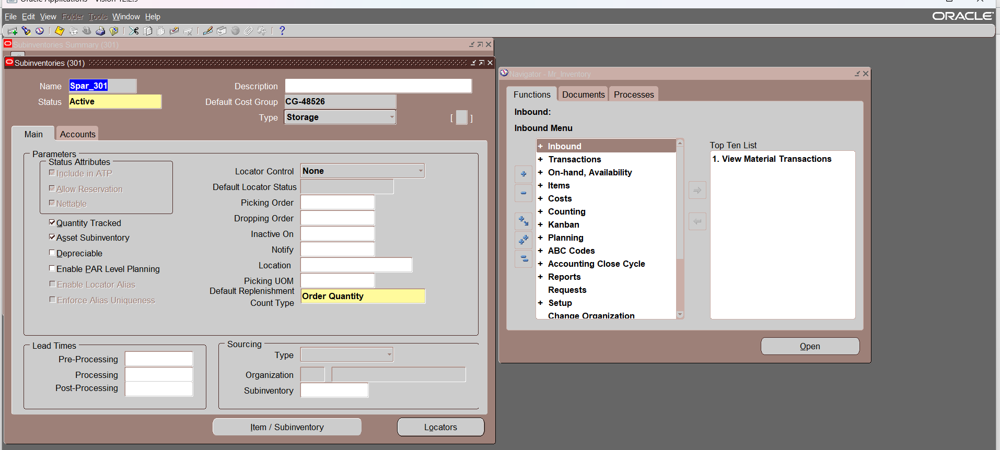 Oracle Applications - Vision 12.2.9
File Edit View Folder Tools Window Help
ORACLE
Subinventories Summary (301)
Subinventories (301)
Name Spar_301
Description
Status Active
Default Cost Group CG-48526
Type Storage
[ ]
Main Accounts
Parameters
Status Attributes
Include in ATP
Allow Reservation
Nettable
Quantity Tracked
Asset Subinventory
Depreciable
Enable PAR Level Planning
Enable Locator Alias
Enforce Alias Uniqueness
Locator Control None
Default Locator Status
Picking Order
Dropping Order
Inactive On
Notify
Location
Picking UOM
Default Replenishment
Count Type Order Quantity
Lead Times
Pre-Processing
Processing
Post-Processing
Sourcing
Type
Organization
Subinventory
Item / Subinventory
Locators
Navigator - Mr_Inventory
Functions Documents Processes
Inbound:
Inbound Menu
+ Inbound
+ Transactions
+ On-hand, Availability
+ Items
+ Costs
+ Counting
+ Kanban
+ Planning
+ ABC Codes
+ Accounting Close Cycle
+ Reports
Requests
+ Setup
Change Organization
Top Ten List
1. View Material Transactions
Open